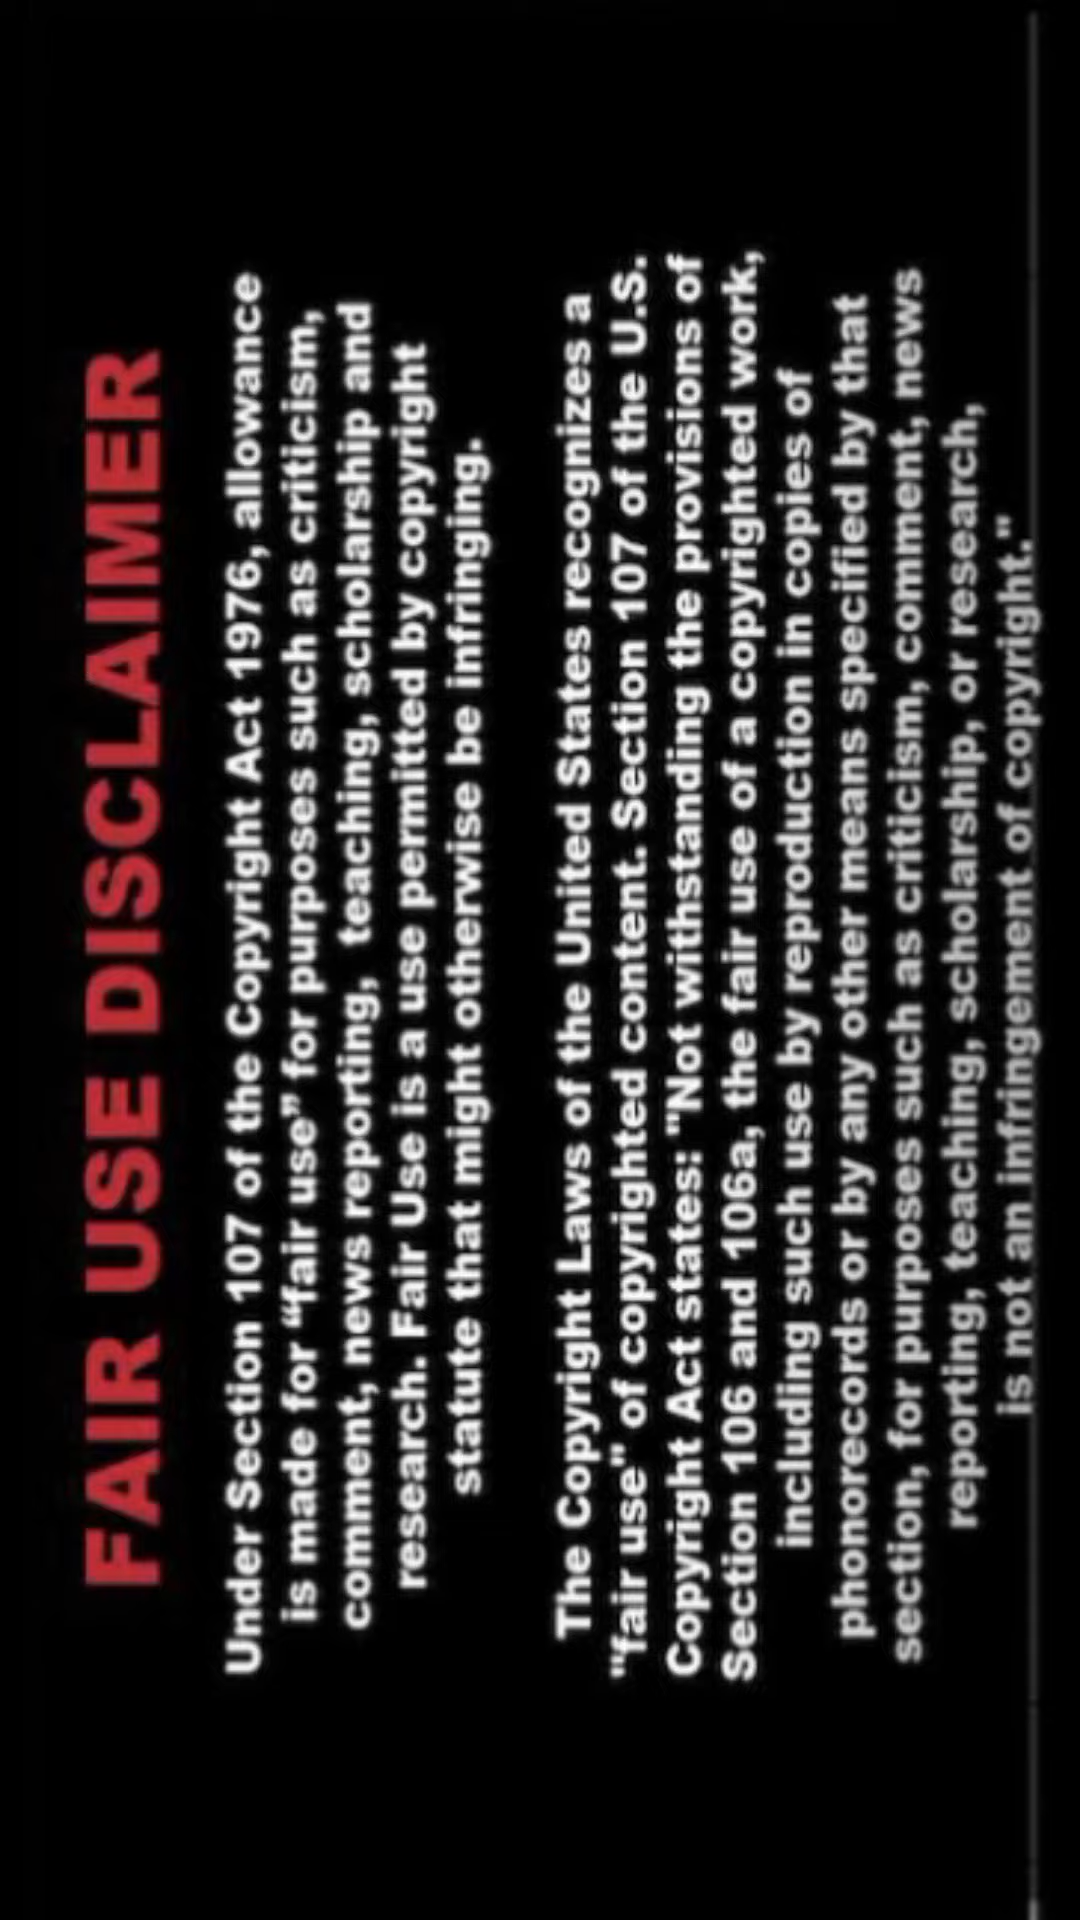 FAIR USE DISCLAIMER
Under Section 107 of the Copyright Act 1976, allowance
is made for “fair use” for purposes such as criticism,
comment, news reporting,  teaching, scholarship and
research. Fair Use is a use permitted by copyright
statute that might otherwise be infringing.
The Copyright Laws of the United States recognizes a
"fair use" of copyrighted content. Section 107 of the U.S.
Copyright Act states: "Not withstanding the provisions of
Section 106 and 106a, the fair use of a copyrighted work,
including such use by reproduction in copies of
phonorecords or by any other means specified by that
section, for purposes such as criticism, comment, news
reporting, teaching, scholarship, or research,
is not an infringement of copyright."